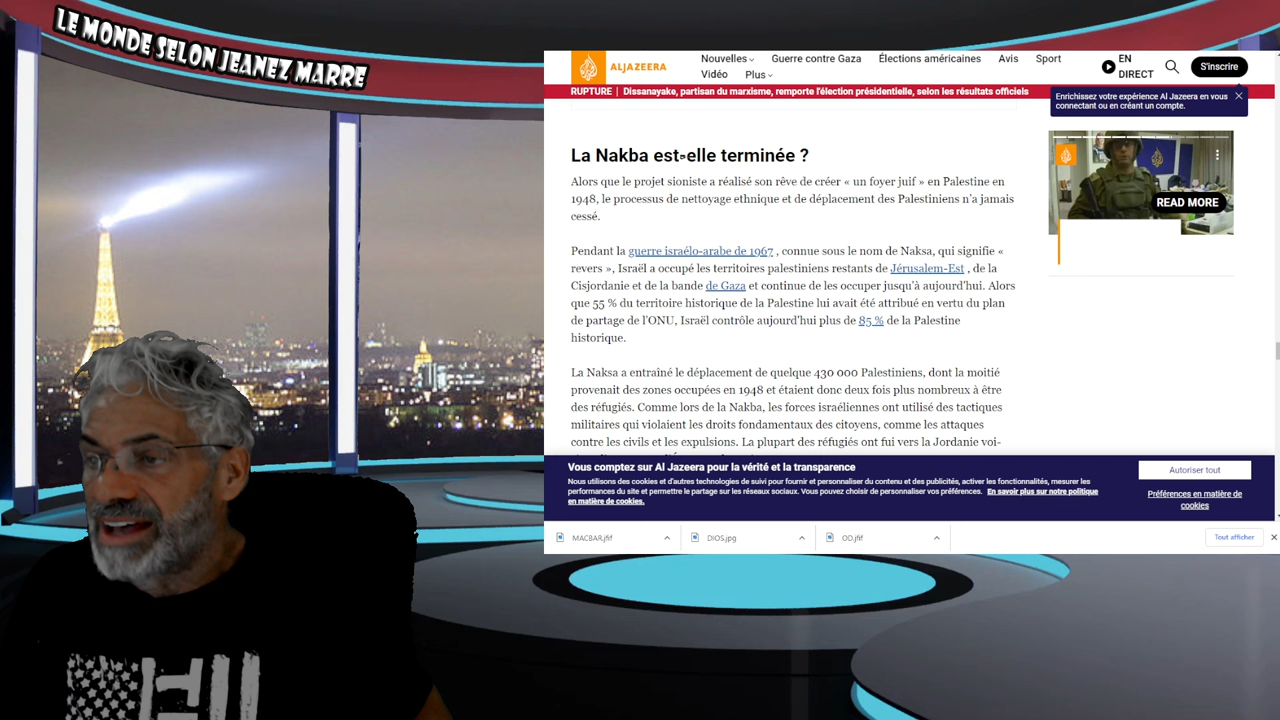 LE MONDE SELON JEANEZ MARRE
ALJAZEERA
Nouvelles
Guerre contre Gaza
Élections américaines
Avis
Sport
Vidéo
Plus
EN
DIRECT
S'inscrire
RUPTURE | Dissanayake, partisan du marxisme, remporte l'élection présidentielle, selon les résultats officiels
Enrichissez votre expérience Al Jazeera en vous
connectant ou en créant un compte.
READ MORE
La Nakba est-elle terminée ?
Alors que le projet sioniste a réalisé son rêve de créer « un foyer juif » en Palestine en
1948, le processus de nettoyage ethnique et de déplacement des Palestiniens n'a jamais
cessé.
Pendant la guerre israélo-arabe de 1967 , connue sous le nom de Naksa, qui signifie «
revers », Israël a occupé les territoires palestiniens restants de Jérusalem-Est , de la
Cisjordanie et de la bande de Gaza et continue de les occuper jusqu'à aujourd'hui. Alors
que 55 % du territoire historique de la Palestine lui avait été attribué en vertu du plan
de partage de l'ONU, Israël contrôle aujourd'hui plus de 85 % de la Palestine
historique.
La Naksa a entraîné le déplacement de quelque 430 000 Palestiniens, dont la moitié
provenait des zones occupées en 1948 et étaient donc deux fois plus nombreux à être
des réfugiés. Comme lors de la Nakba, les forces israéliennes ont utilisé des tactiques
militaires qui violaient les droits fondamentaux des citoyens, comme les attaques
contre les civils et les expulsions. La plupart des réfugiés ont fui vers la Jordanie voi-
Vous comptez sur Al Jazeera pour la vérité et la transparence
Nous utilisons des cookies et d'autres technologies de suivi pour fournir et personnaliser du contenu et des publicités, activer les fonctionnalités, mesurer les
performances du site et permettre le partage sur les réseaux sociaux. Vous pouvez choisir de personnaliser vos préférences. En savoir plus sur notre politique
en matière de cookies.
Autoriser tout
Préférences en matière de
cookies
MACBAR.jfif
DIOS.jpg
OD.jfif
Tout afficher